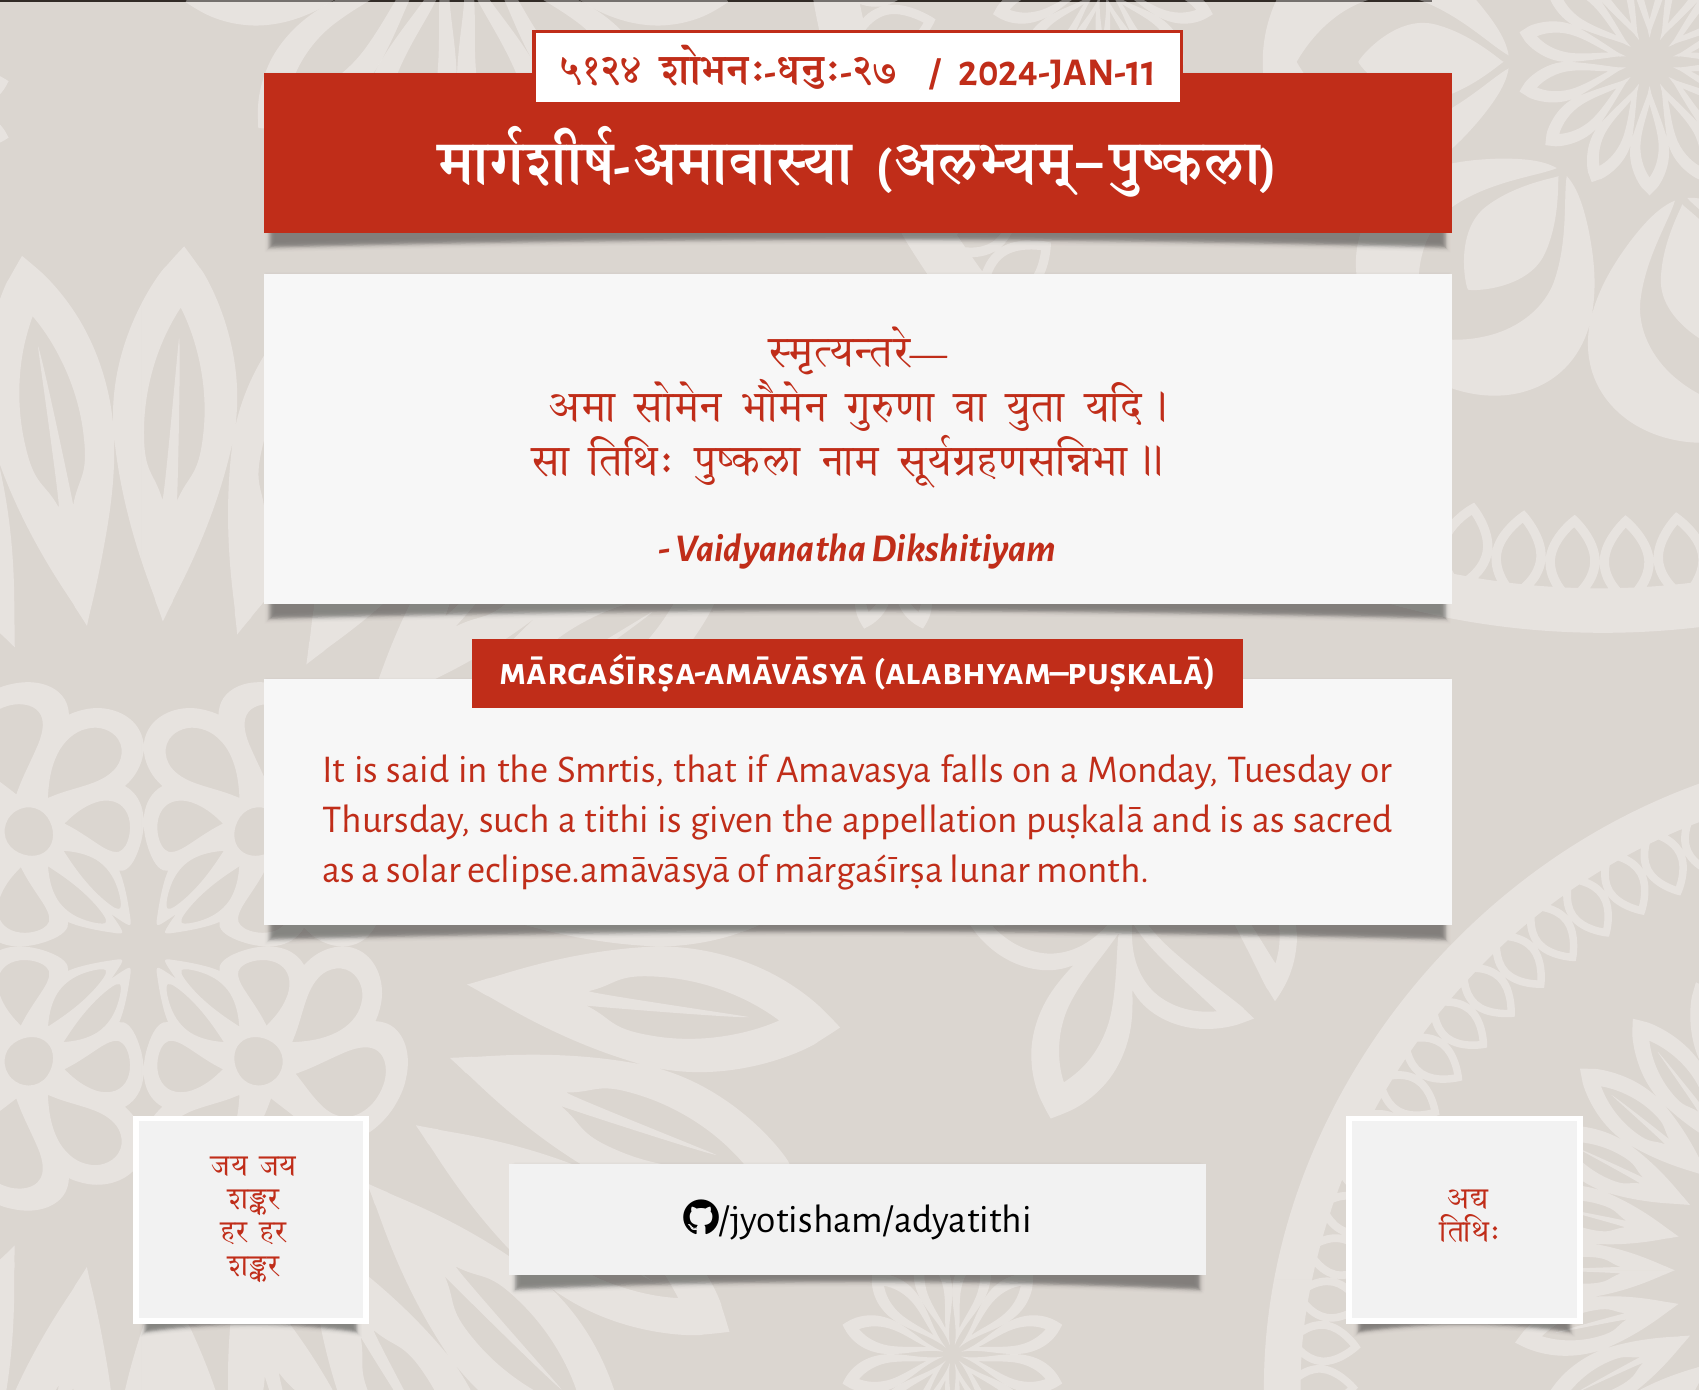 ५१२४ शोभनः-धनुः-२७ / 2024-JAN-11
मार्गशीर्ष-अमावास्या (अलभ्यम्–पुष्कला)
स्मृत्यन्तरे—
अमा सोमेन भौमेन गुरुणा वा युता यदि।
सा तिथिः पुष्कला नाम सूर्यग्रहणसन्निभा॥
- Vaidyanatha Dikshitiyam
MĀRGAŚĪRṢA-AMĀVĀSYĀ (ALABHYAM–PUṢKALĀ)
It is said in the Smrtis, that if Amavasya falls on a Monday, Tuesday or
Thursday, such a tithi is given the appellation puṣkalā and is as sacred
as a solar eclipse.amāvāsyā of mārgaśīrṣa lunar month.
जय जय
शङ्कर
हर हर
शङ्कर
/jyotisham/adyatithi
अद्य
तिथिः